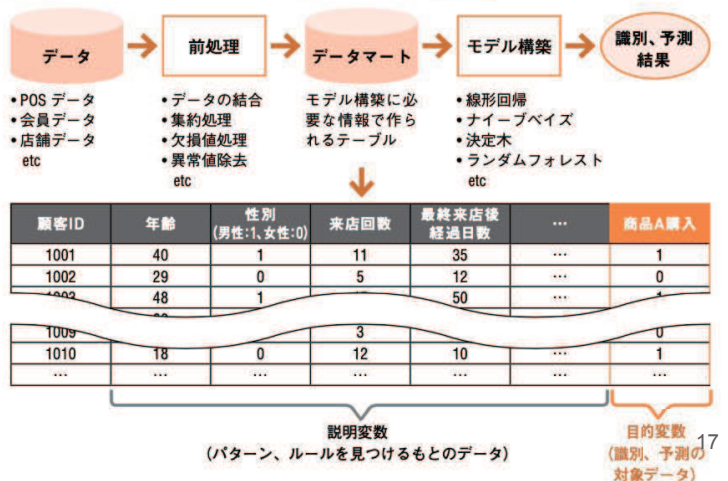 データ
前処理
データマート
モデル構築
識別、予測
結果
•POS データ
•会員データ
•店舗データ
etc
•データの結合
•集約処理
•欠損値処理
•異常値除去
etc
モデル構築に必
要な情報で作ら
れるテーブル
•線形回帰
•ナイーブベイズ
•決定木
•ランダムフォレスト
etc
顧客ID 年齢 性別 (男性:1、女性:0) 来店回数 最終来店後 経過日数 … 商品A購入
1001 40 1 11 35 … 1
1002 29 0 5 12 … 0
1003 48 1 50 1
1009 3 0
1010 18 0 12 10 … 1
… … … … … … …
説明変数
(パターン、ルールを見つけるもとのデータ)
目的変数
(識別、予測の
対象データ)
17